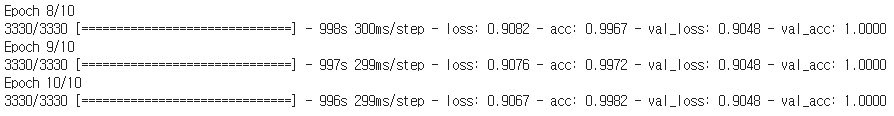 Epoch 8/10
3330/3330 [==============================] - 998s 300ms/step - loss: 0.9082 - acc: 0.9967 - val_loss: 0.9048 - val_acc: 1.0000
Epoch 9/10
3330/3330 [==============================] - 997s 299ms/step - loss: 0.9076 - acc: 0.9972 - val_loss: 0.9048 - val_acc: 1.0000
Epoch 10/10
3330/3330 [==============================] - 996s 299ms/step - loss: 0.9067 - acc: 0.9982 - val_loss: 0.9048 - val_acc: 1.0000